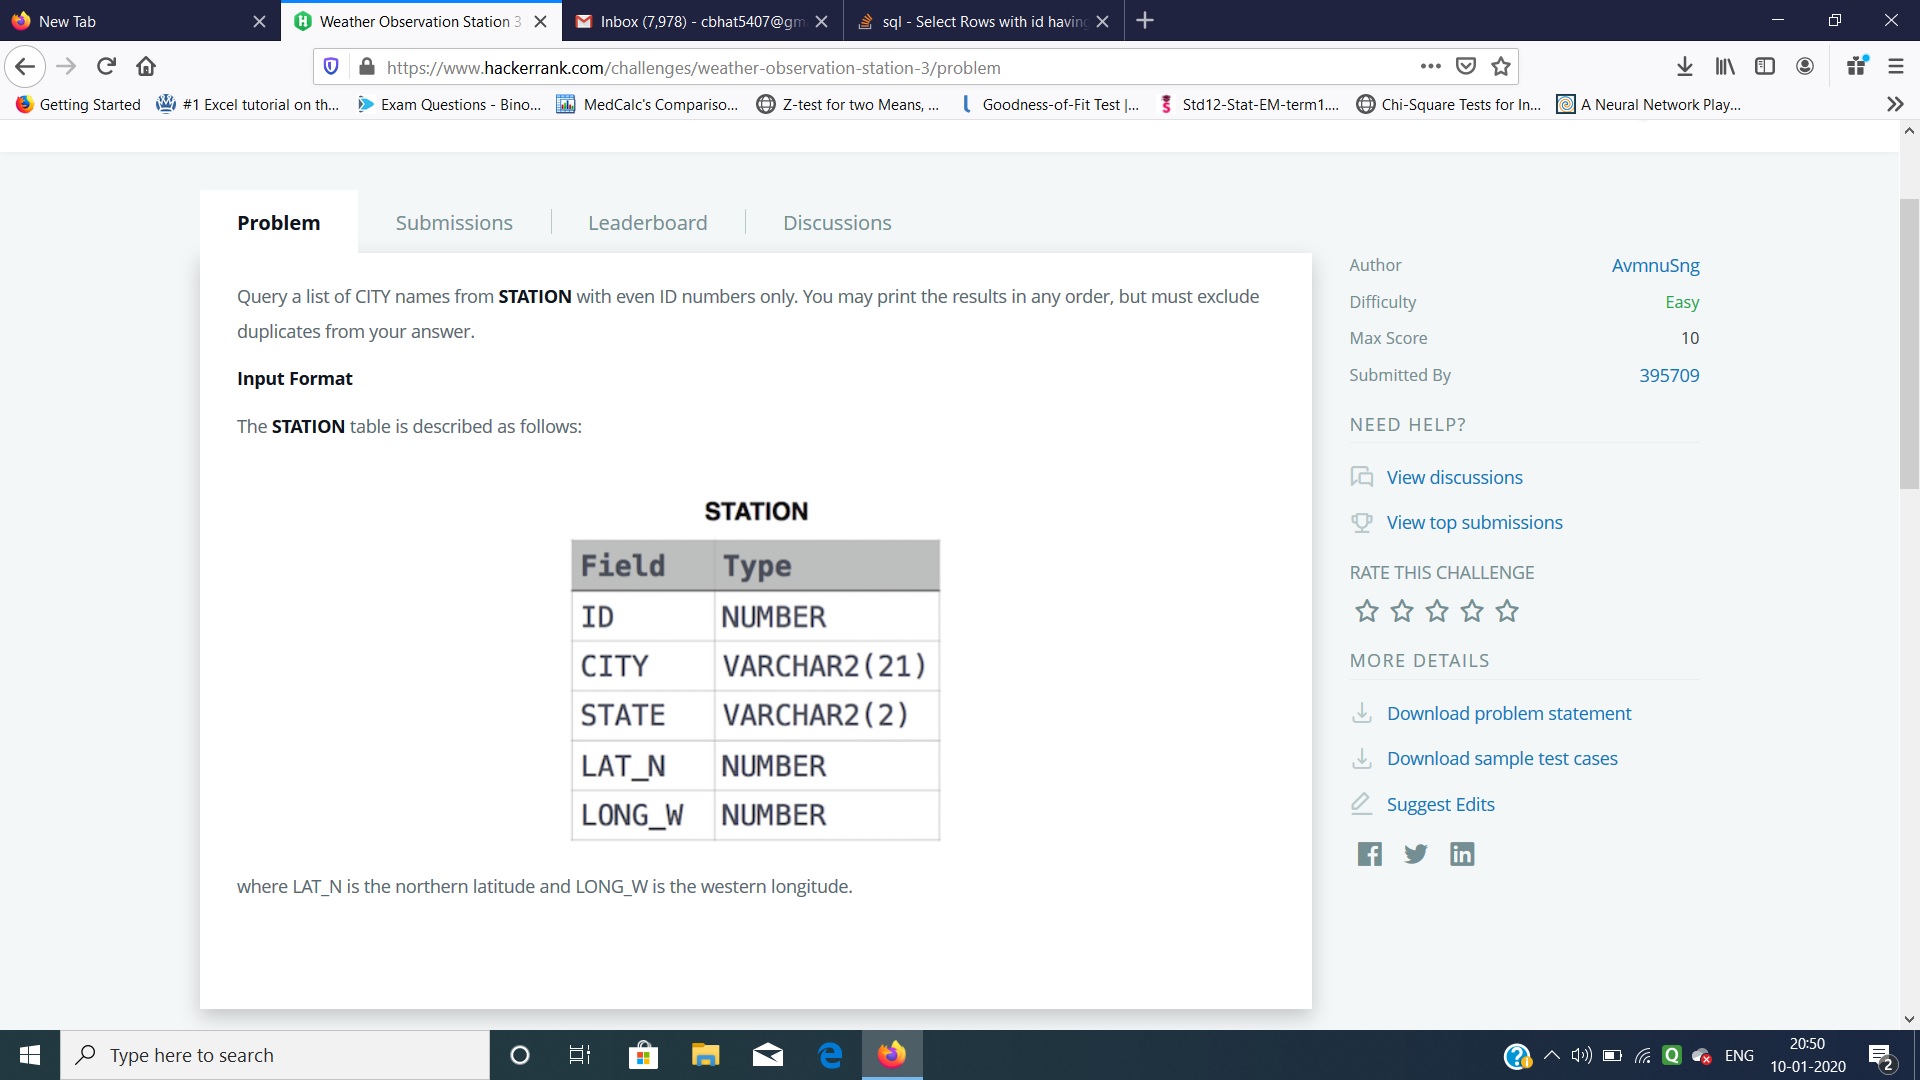 New Tab
Weather Observation Station 3
Inbox (7,978) - cbhat5407@gm
sql - Select Rows with id having
https://www.hackerrank.com/challenges/weather-observation-station-3/problem
Getting Started
#1 Excel tutorial on th...
Exam Questions - Bino...
MedCalc's Compariso...
Z-test for two Means, ...
Goodness-of-Fit Test |...
Std12-Stat-EM-term1....
Chi-Square Tests for In...
A Neural Network Play...
Problem
Submissions
Leaderboard
Discussions
Query a list of CITY names from STATION with even ID numbers only. You may print the results in any order, but must exclude
duplicates from your answer.
Input Format
The STATION table is described as follows:
STATION
Field Type
ID NUMBER
CITY VARCHAR2(21)
STATE VARCHAR2(2)
LAT_N NUMBER
LONG_W NUMBER
where LAT_N is the northern latitude and LONG_W is the western longitude.
Author AvmnuSng
Difficulty Easy
Max Score 10
Submitted By 395709
NEED HELP?
View discussions
View top submissions
RATE THIS CHALLENGE
MORE DETAILS
Download problem statement
Download sample test cases
Suggest Edits
Type here to search
ENG
20:50
10-01-2020
2